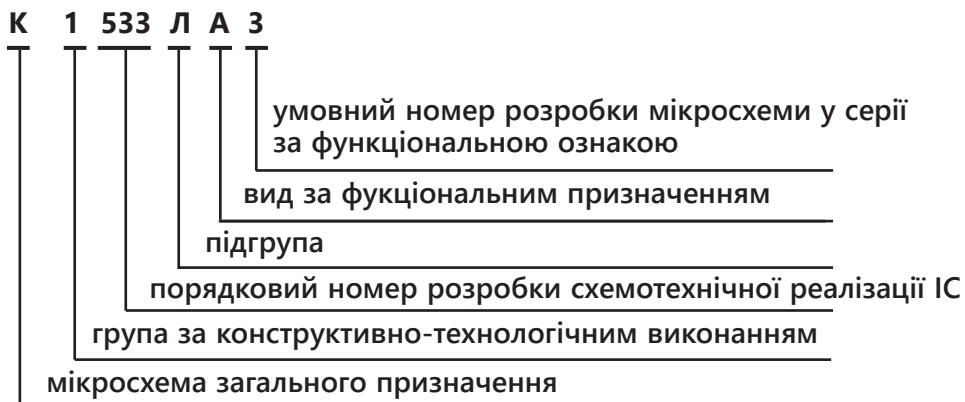 К 1 533 Л А 3
умовний номер розробки мікросхеми у серії
за функціональною ознакою
вид за фукціональним призначенням
підгрупа
порядковий номер розробки схемотехнічної реалізації ІС
група за конструктивно-технологічним виконанням
мікросхема загального призначення